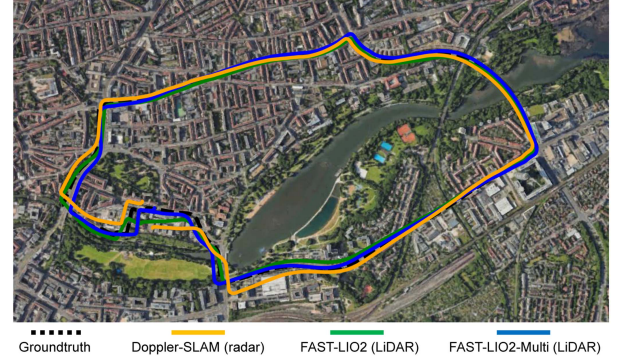 Groundtruth
Doppler-SLAM (radar)
FAST-LIO2 (LiDAR)
FAST-LIO2-Multi (LiDAR)